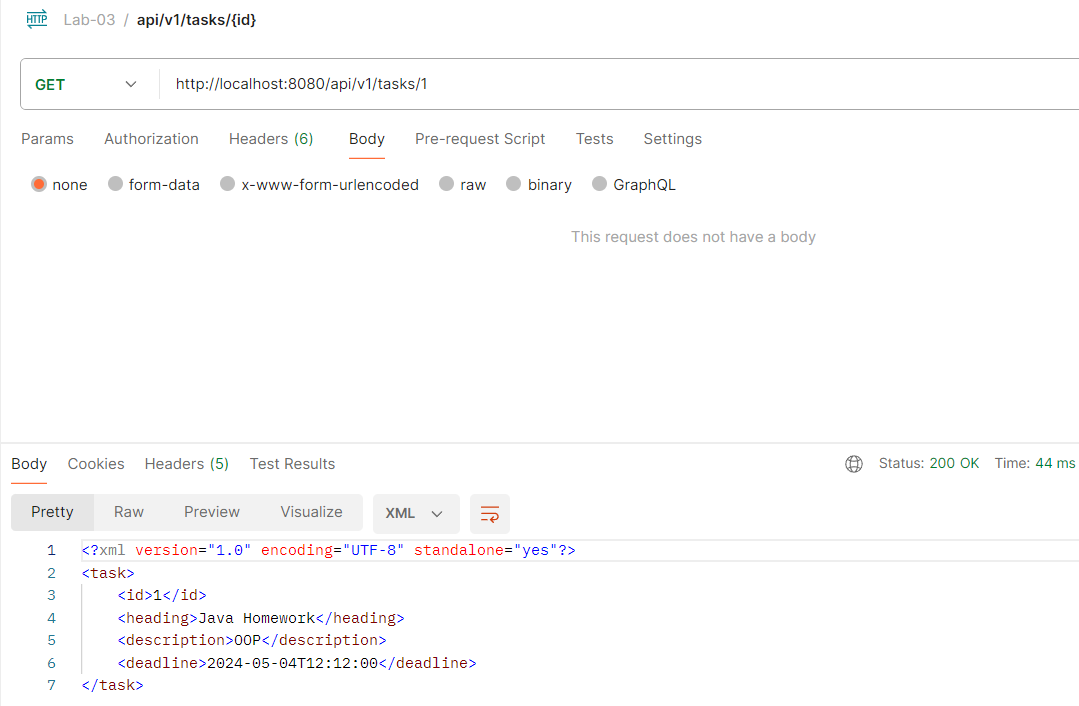 HTTP Lab-03 / api/v1/tasks/{id}
GET http://localhost:8080/api/v1/tasks/1
Params Authorization Headers (6) Body Pre-request Script Tests Settings
none form-data x-www-form-urlencoded raw binary GraphQL
This request does not have a body
Body Cookies Headers (5) Test Results Status: 200 OK Time: 44 ms
Pretty Raw Preview Visualize XML
1 <?xml version="1.0" encoding="UTF-8" standalone="yes"?>
2 <task>
3 <id>1</id>
4 <heading>Java Homework</heading>
5 <description>OOP</description>
6 <deadline>2024-05-04T12:12:00</deadline>
7 </task>